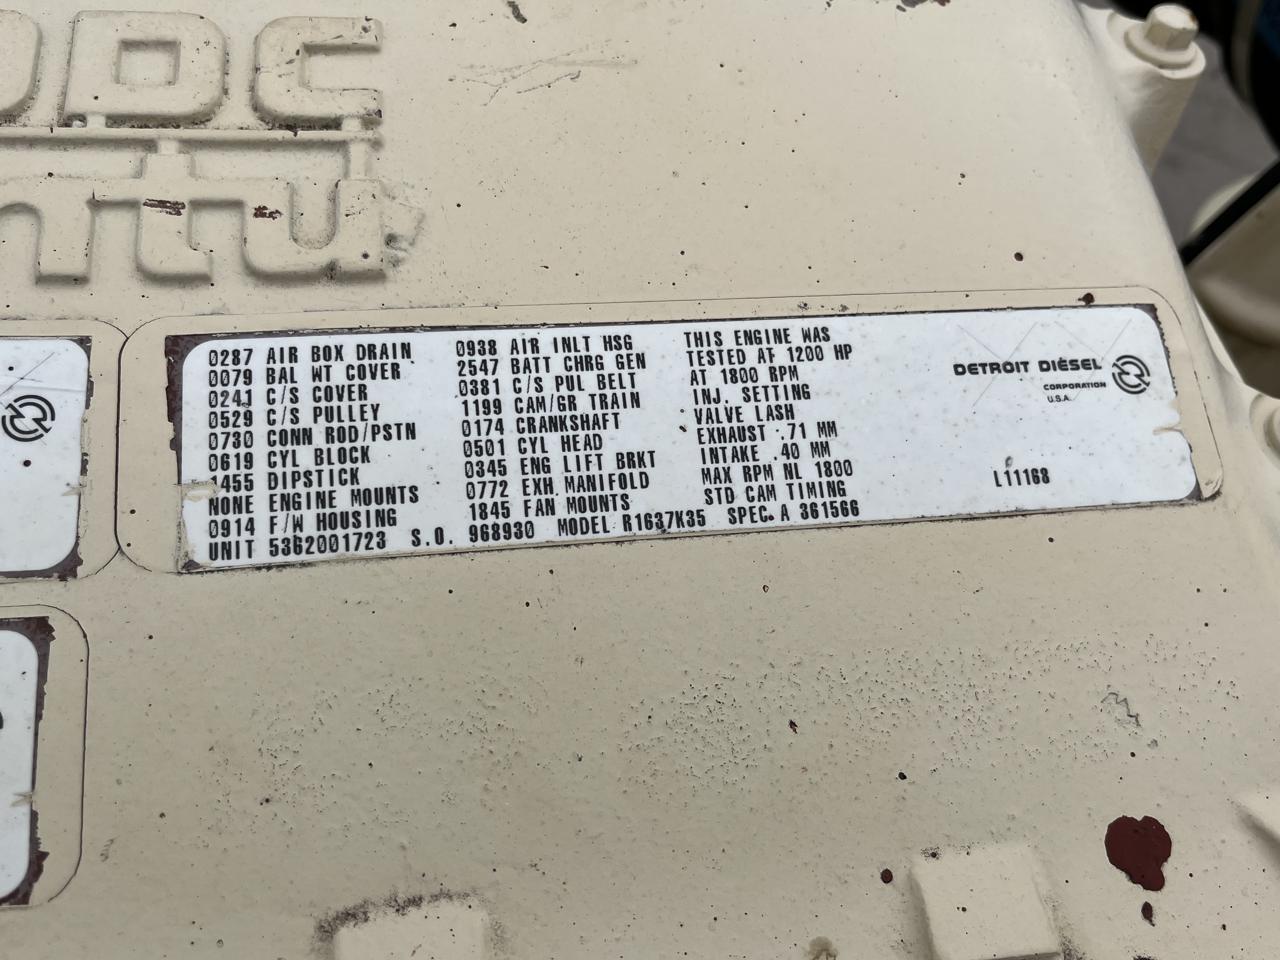 DDC
mtu
0287 AIR BOX DRAIN
0079 BAL WT COVER
0241 C/S COVER
0529 C/S PULLEY
0730 CONN ROD/PSTN
0619 CYL BLOCK
1455 DIPSTICK
NONE ENGINE MOUNTS
0914 F/W HOUSING
0938 AIR INLT HSG
2547 BATT CHRG GEN
0381 C/S PUL BELT
1199 CAM/GR TRAIN
0174 CRANKSHAFT
0501 CYL HEAD
0345 ENG LIFT BRKT
0772 EXH MANIFOLD
1845 FAN MOUNTS
THIS ENGINE WAS
TESTED AT 1200 HP
AT 1800 RPM
INJ. SETTING
VALVE LASH
EXHAUST .71 MM
INTAKE .40 MM
MAX RPM NL 1800
STD CAM TIMING
UNIT 5362001723 S.O. 968930 MODEL R1637K35 SPEC. A 361566
DETROIT DIESEL
CORPORATION
U.S.A.
L11168